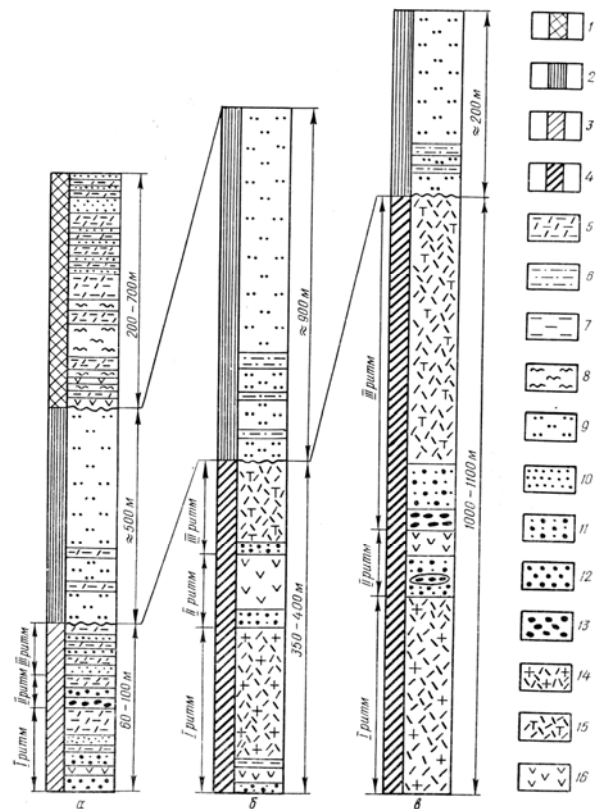 200-700 м
≈500 м
60-100 м
III ритм
II ритм
I ритм
а
≈900 м
350-400 м
III ритм
II ритм
I ритм
б
≈200 м
1000-1100 м
III ритм
II ритм
I ритм
в
1
2
3
4
5
6
7
8
9
10
11
12
13
14
15
16